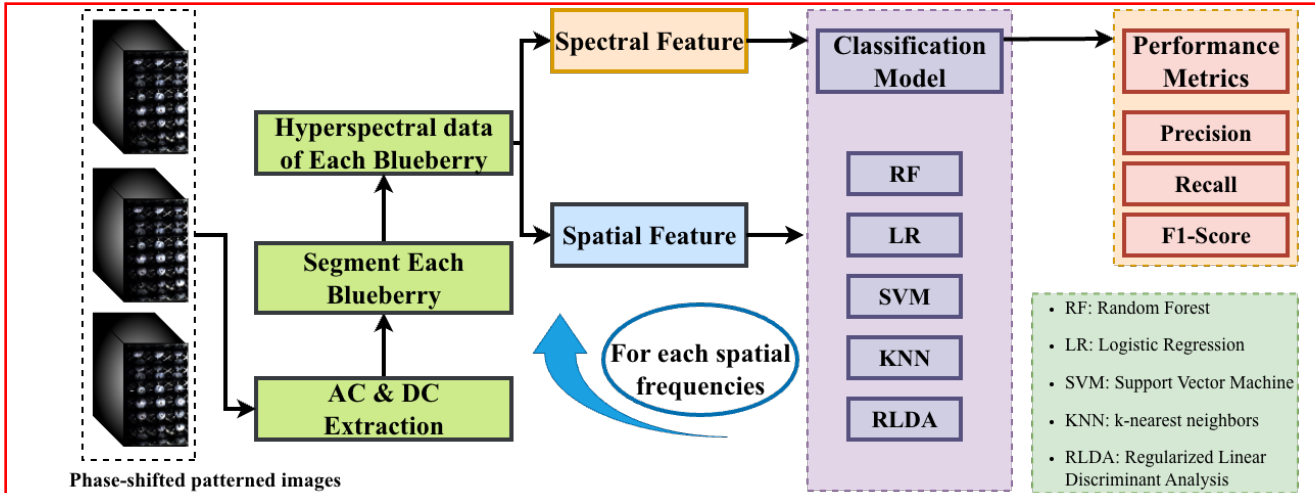 Spectral Feature
Classification
Model
Performance
Metrics
Hyperspectral data
of Each Blueberry
Precision
RF
Recall
Spatial Feature
LR
F1-Score
Segment Each
Blueberry
SVM
For each spatial
frequencies
KNN
AC & DC
Extraction
RLDA
• RF: Random Forest
• LR: Logistic Regression
• SVM: Support Vector Machine
• KNN: k-nearest neighbors
• RLDA: Regularized Linear
Discriminant Analysis
Phase-shifted patterned images